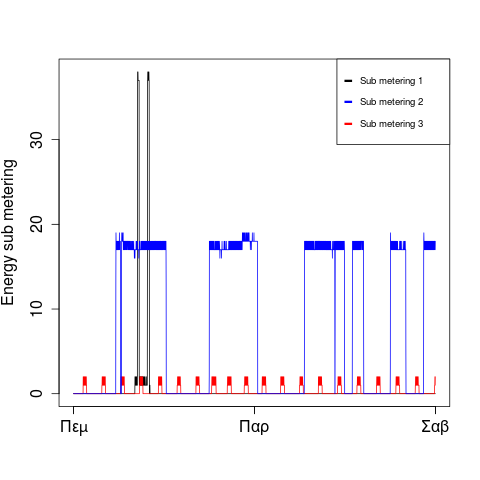 Sub metering 1
Sub metering 2
Sub metering 3
Energy sub metering
30
20
10
0
Πεμ Παρ Σαβ